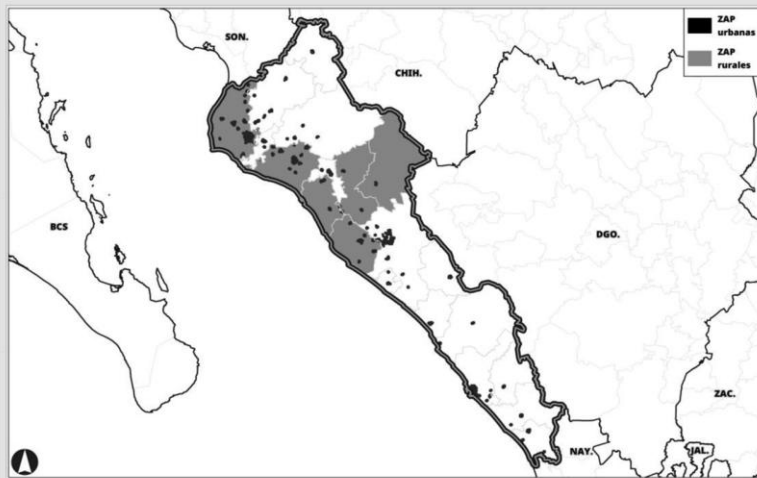 ZAP
urbanas
ZAP
rurales
SON.
CHIH.
BCS
DGO.
ZAC.
NAY.
JAL.